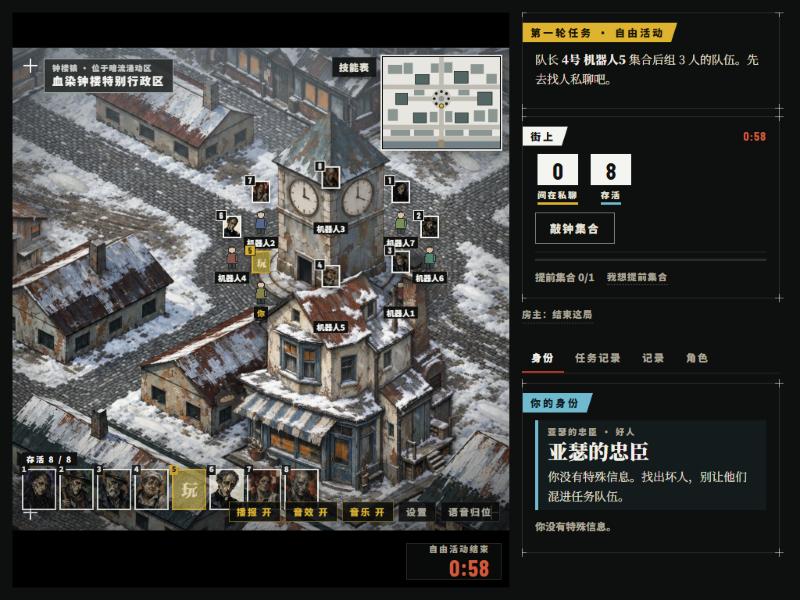 钟楼镇 • 位于暗流涌动区
血染钟楼特别行政区
技能表
8
7
1
6
2
机器人3
机器人2
机器人7
5
玩
3
4
机器人4
机器人6
你
机器人5
机器人1
存活 8 / 8
1
2
3
4
5
6
7
8
玩
播报 开
音效 开
音乐 开
设置
语音归位
自由活动结束
0:58
第一轮任务 • 自由活动
队长 4号 机器人5 集合后组 3 人的队伍。先
去找人私聊吧。
街上
0:58
0
8
间在私聊
存活
敲钟集合
提前集合 0/1
我想提前集合
房主：结束这局
身份
任务记录
记录
角色
你的身份
亚瑟的忠臣 • 好人
亚瑟的忠臣
你没有特殊信息。找出坏人，别让他们
混进任务队伍。
你没有特殊信息。